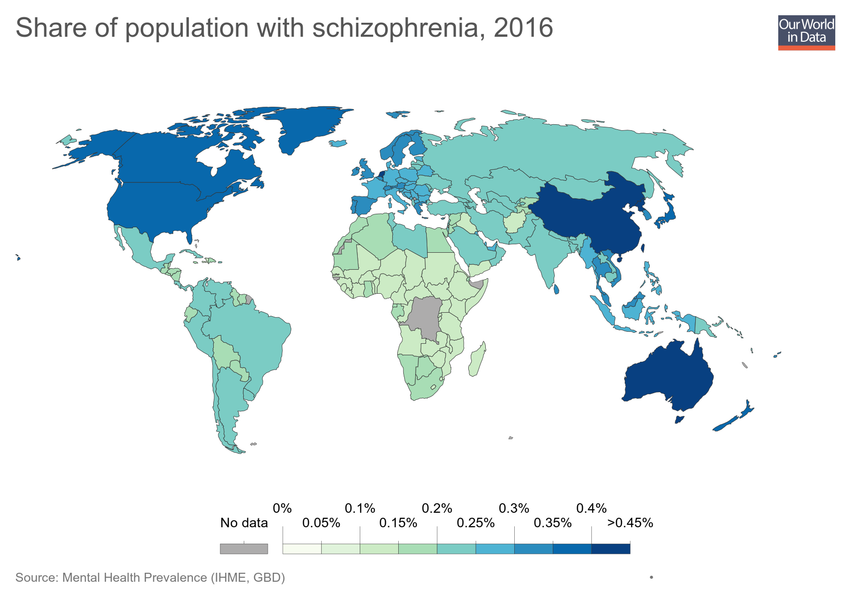 Share of population with schizophrenia, 2016
Our World
in Data
0% 0.1% 0.2% 0.3% 0.4%
No data 0.05% 0.15% 0.25% 0.35% >0.45%
Source: Mental Health Prevalence (IHME, GBD) •